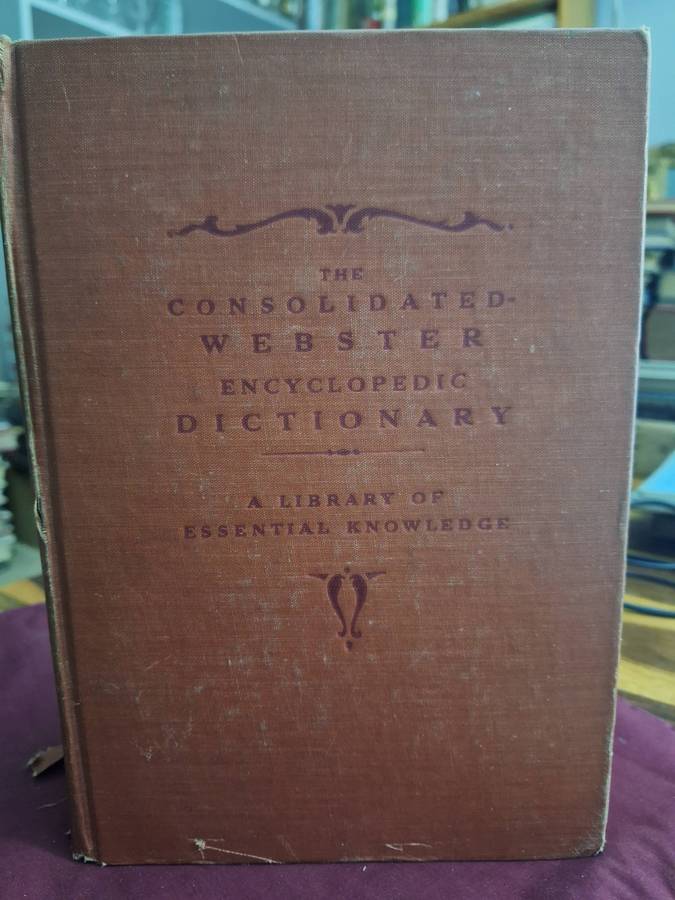 THE
CONSOLIDATED-
WEBSTER
ENCYCLOPEDIC
DICTIONARY
A LIBRARY OF
ESSENTIAL KNOWLEDGE